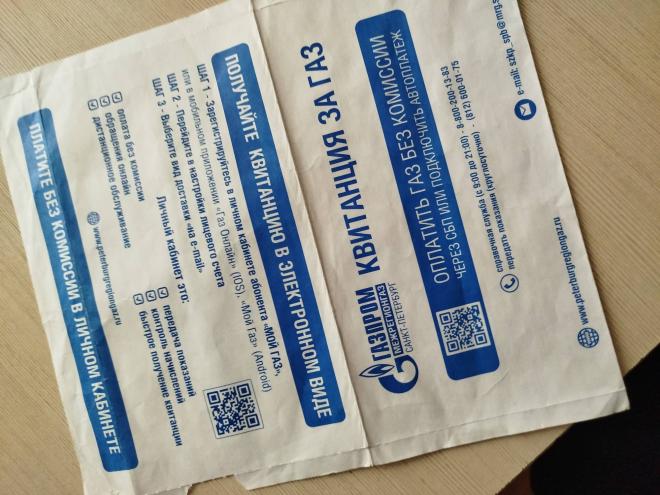 ГАЗПРОМ
МЕЖРЕГИОНГАЗ
САНКТ-ПЕТЕРБУРГ
КВИТАНЦИЯ ЗА ГАЗ
ОПЛАТИТЬ ГАЗ БЕЗ КОМИССИИ
ЧЕРЕЗ СБП ИЛИ ПОДКЛЮЧИТЬ АВТОПЛАТЕЖ
справочная служба (с 9:00 до 21:00) - 8-800-200-13-83
передать показания (круглосуточно) - (812) 600-01-75
www.peterburgregiongaz.ru
e-mail: szkp_spb@mrg.s
ПОЛУЧАЙТЕ КВИТАНЦИЮ В ЭЛЕКТРОННОМ ВИДЕ
ШАГ 1 - Зарегистрируйтесь в личном кабинете абонента «МОЙ ГАЗ»,
или в мобильном приложении «Газ Онлайн» (IOS), «Мой Газ» (Android)
ШАГ 2 - Перейдите в настройки лицевого счета
ШАГ 3 - Выберите вид доставки «на e-mail»
Личный кабинет это:
оплата без комиссии
обращения онлайн
дистанционное обслуживание
передача показаний
контроль начислений
быстрое получение квитанции
www.peterburgregiongaz.ru
ПЛАТИТЕ БЕЗ КОМИССИИ В ЛИЧНОМ КАБИНЕТЕ